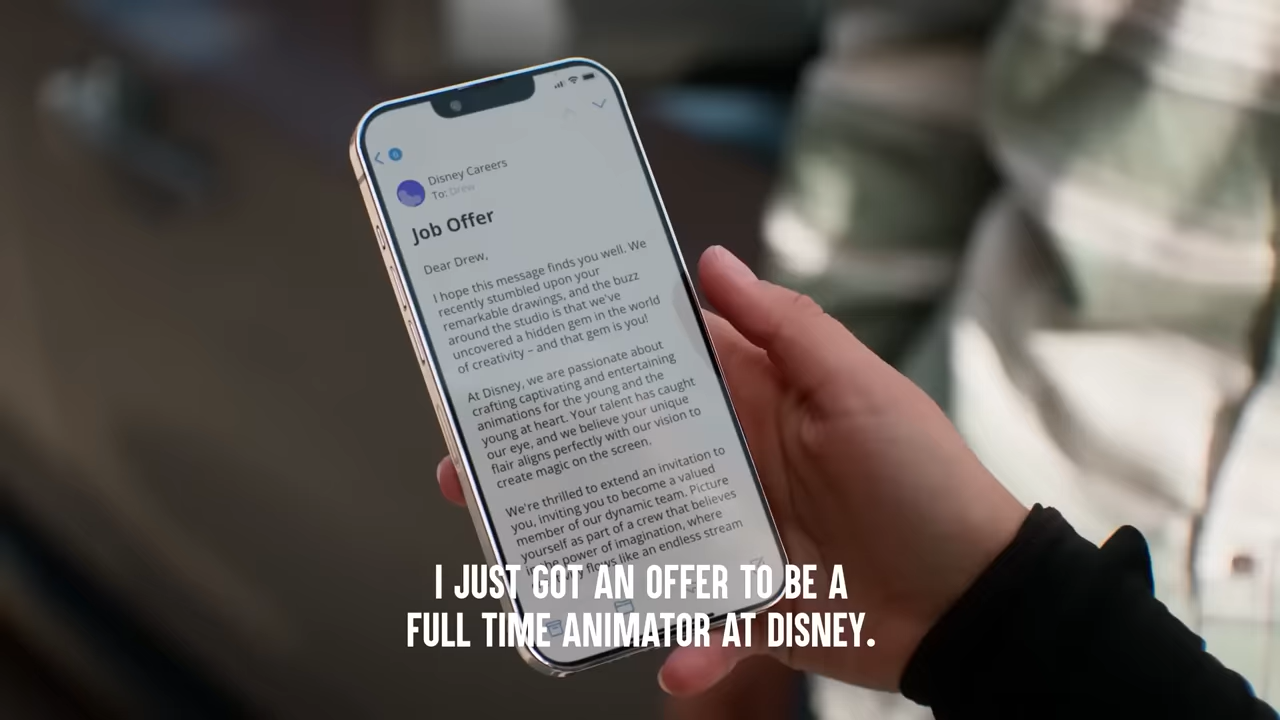 Disney Careers
To: Drew
Job Offer
Dear Drew,
I hope this message finds you well. We
recently stumbled upon your
remarkable drawings, and the buzz
around the studio is that we've
uncovered a hidden gem in the world
of creativity – and that gem is you!
At Disney, we are passionate about
crafting captivating and entertaining
animations for the young and the
young at heart. Your talent has caught
our eye, and we believe your unique
flair aligns perfectly with our vision to
create magic on the screen.
We're thrilled to extend an invitation to
you, inviting you to become a valued
member of our dynamic team. Picture
yourself as part of a crew that believes
in the power of imagination, where
flows like an endless stream
I JUST GOT AN OFFER TO BE A
FULL TIME ANIMATOR AT DISNEY.